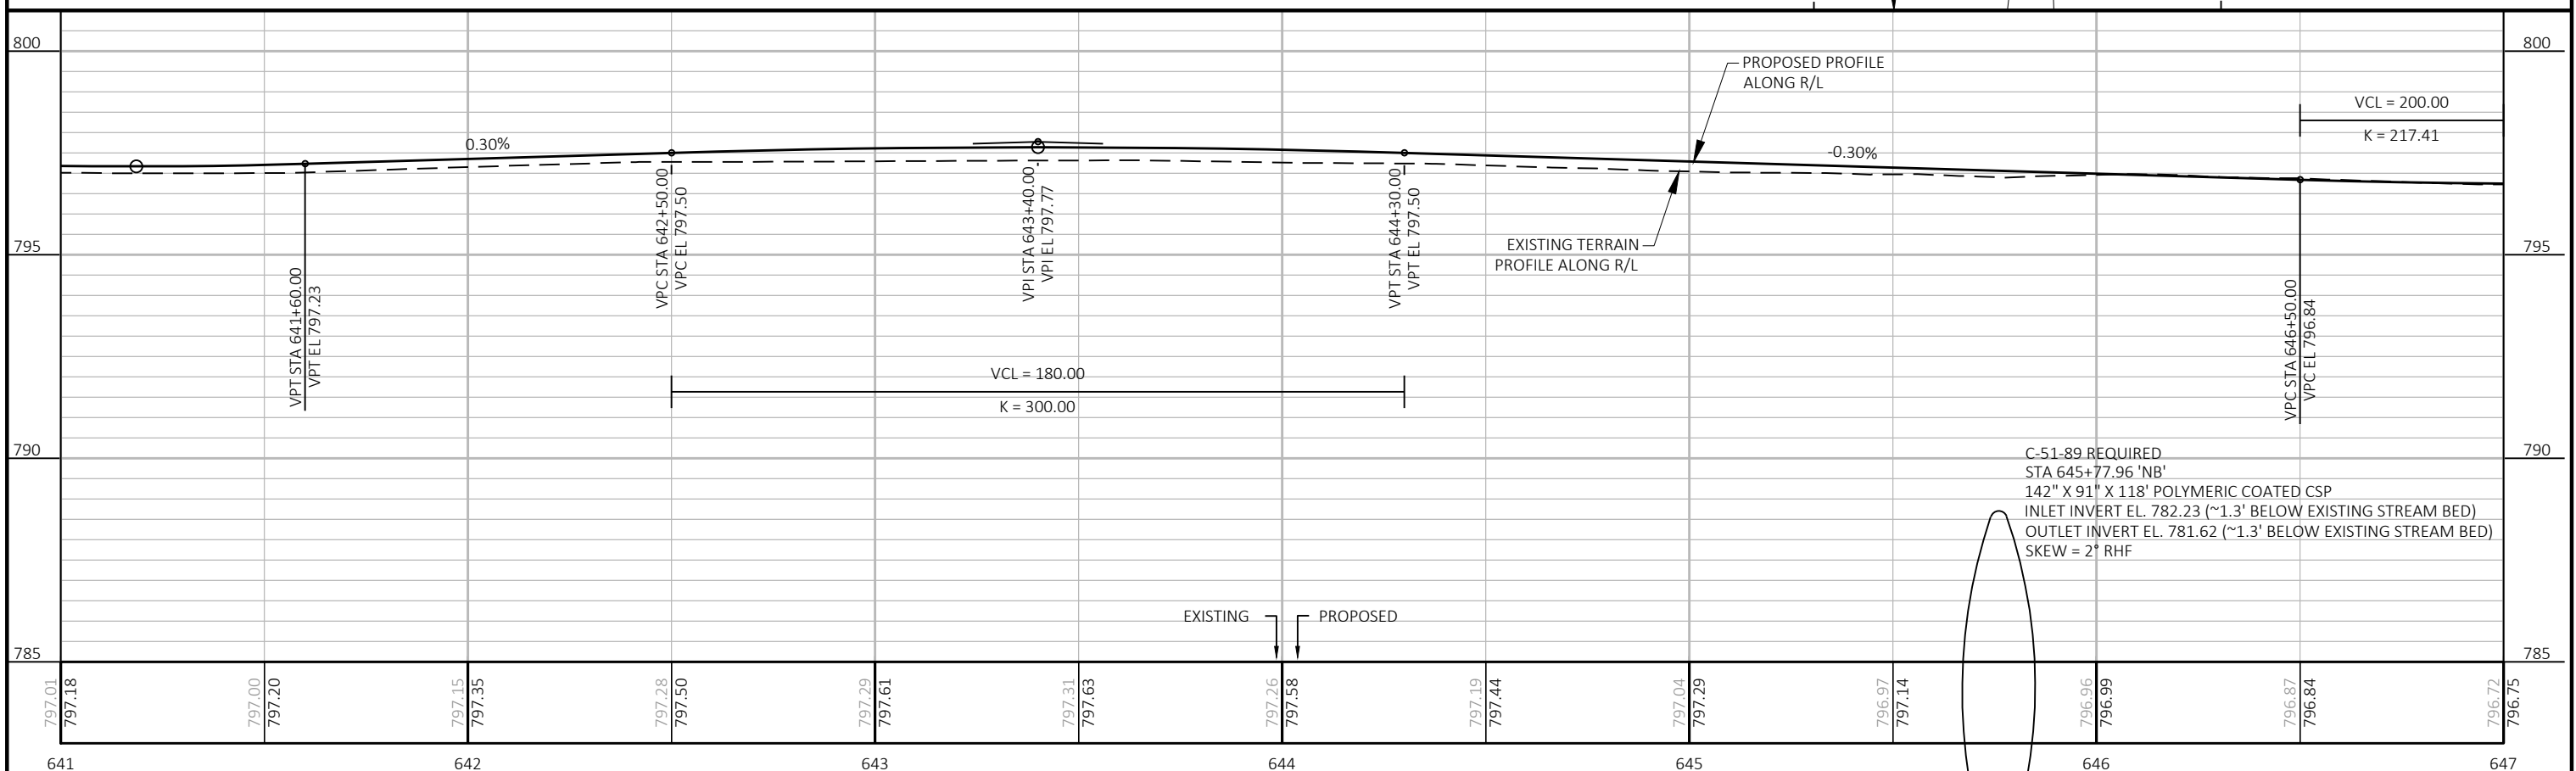 800
800
PROPOSED PROFILE
ALONG R/L
VCL = 200.00
K = 217.41
0.30%
-0.30%
VPT STA 641+60.00
VPT EL 797.23
VPC STA 642+50.00
VPC EL 797.50
VPI STA 643+40.00
VPI EL 797.77
VPT STA 644+30.00
VPT EL 797.50
EXISTING TERRAIN
PROFILE ALONG R/L
795
795
VPC STA 646+50.00
VPC EL 796.84
VCL = 180.00
K = 300.00
790
790
C-51-89 REQUIRED
STA 645+77.96 'NB'
142" X 91" X 118' POLYMERIC COATED CSP
INLET INVERT EL. 782.23 (~1.3' BELOW EXISTING STREAM BED)
OUTLET INVERT EL. 781.62 (~1.3' BELOW EXISTING STREAM BED)
SKEW = 2° RHF
EXISTING
PROPOSED
785
785
797.01
797.18
797.00
797.20
797.15
797.35
797.28
797.50
797.29
797.61
797.31
797.63
797.26
797.58
797.19
797.44
797.04
797.29
796.97
797.14
796.96
796.99
796.87
796.84
796.72
796.75
641
642
643
644
645
646
647